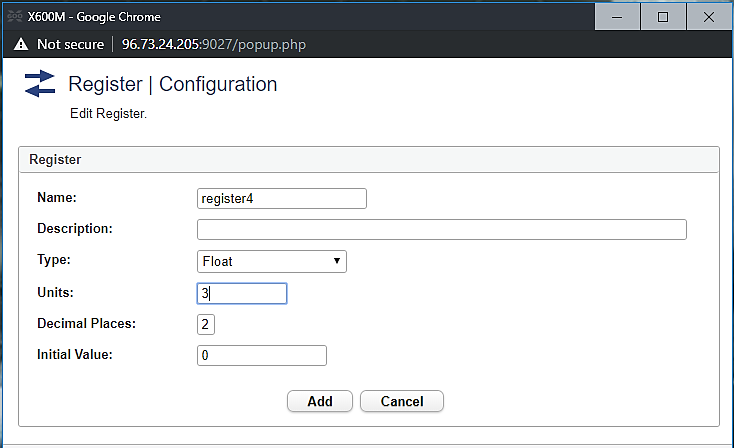 X600M - Google Chrome
Not secure 96.73.24.205:9027/popup.php
Register | Configuration
Edit Register.
Register
Name: register4
Description:
Type: Float
Units: 3
Decimal Places: 2
Initial Value: 0
Add Cancel